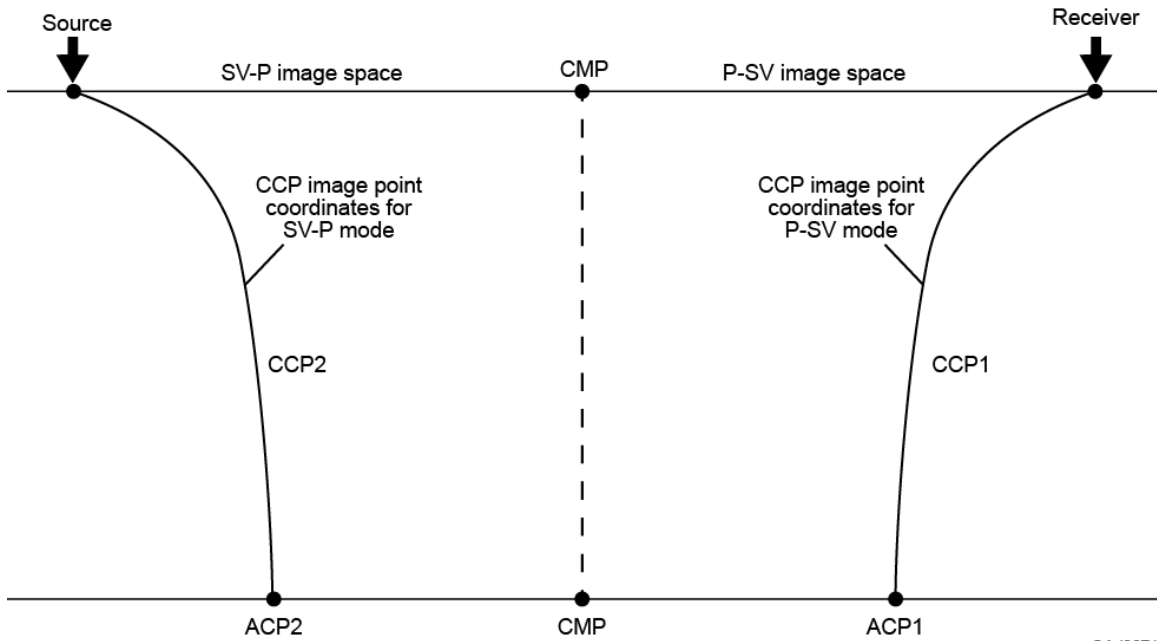 Source
Receiver
SV-P image space
CMP
P-SV image space
CCP image point
coordinates for
SV-P mode
CCP image point
coordinates for
P-SV mode
CCP2
CCP1
ACP2
CMP
ACP1